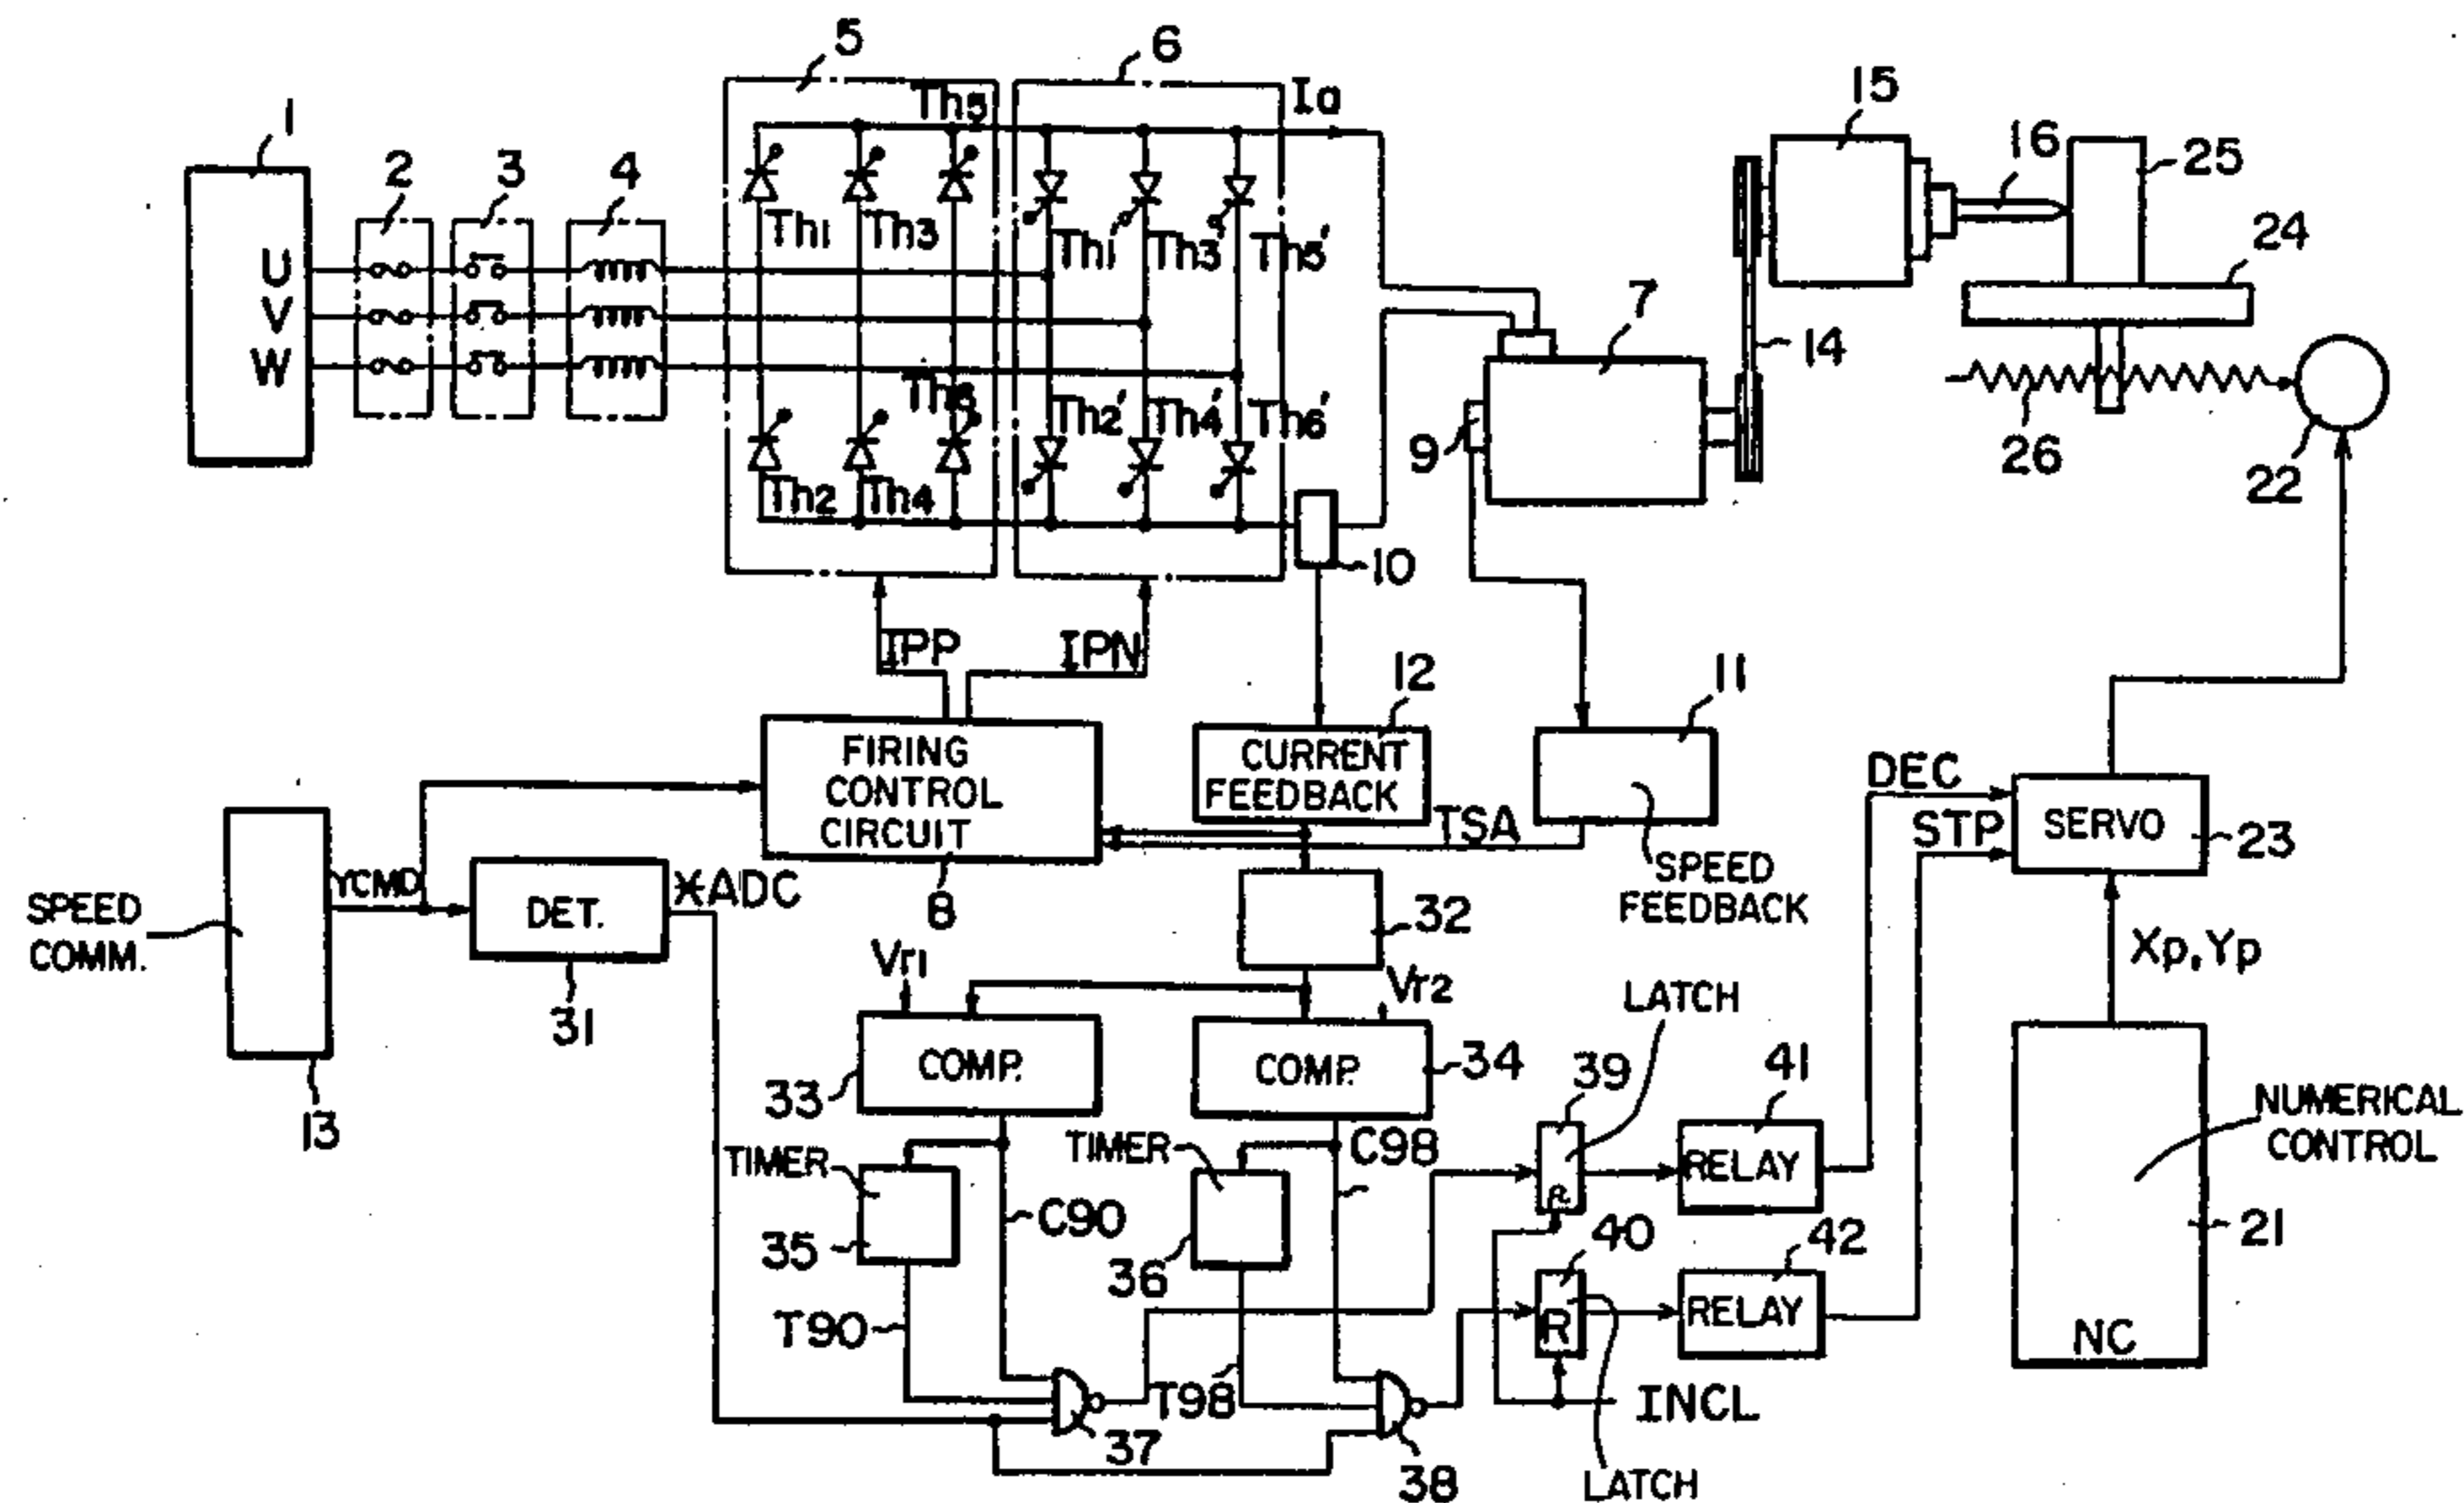 5
6
1
2
3
4
U
V
W
Th5
Ia
Th1
Th3
Th1'
Th3'
Th5'
Th2'
Th4'
Th6'
Th2
Th4
15
16
25
24
7
14
9
26
22
10
IPP
IPN
12
11
FIRING
CONTROL
CIRCUIT
8
CURRENT
FEEDBACK
TSA
SPEED
FEEDBACK
DEC
STP
SERVO
23
SPEED
COMM.
YCMD
DET.
*ADC
31
13
32
Vr1
Vr2
Xp,Yp
COMP.
33
COMP.
34
LATCH
39
41
NUMERICAL
CONTROL
TIMER
35
C90
TIMER
36
C98
R
RELAY
40
42
R
RELAY
21
NC
T90
T98
37
38
INCL
LATCH